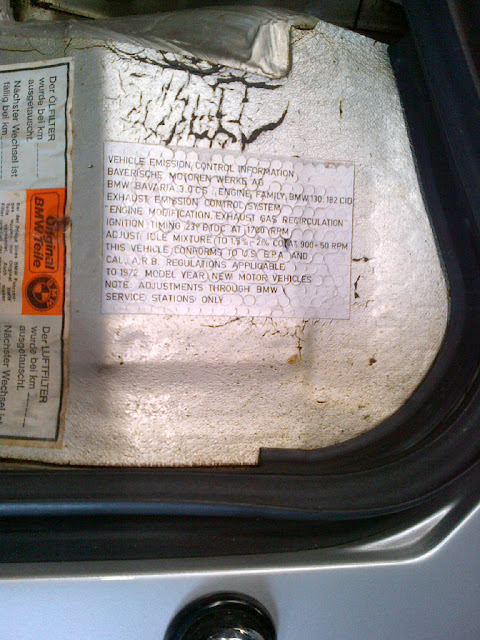 VEHICLE EMISSION CONTROL INFORMATION
BAYERISCHE MOTOREN WERKE AG
BMW BAVARIA 3.0 CS ENGINE FAMILY, BMW 130; 182 CID
EXHAUST EMISSION CONTROL SYSTEM,
ENGINE MODIFICATION, EXHAUST GAS RECIRCULATION
IGNITION TIMING 23° BTDC AT 1700 RPM
ADJUST IDLE MIXTURE TO 1.5%-2% CO AT 900-50 RPM
THIS VEHICLE CONFORMS TO U.S. E.P.A. AND
CAL. A.R.B. REGULATIONS APPLICABLE
TO 1972 MODEL YEAR NEW MOTOR VEHICLES
NOTE: ADJUSTMENTS THROUGH BMW
SERVICE STATIONS ONLY
Der ÖLFILTER
wurde bei km
ausgetauscht.
Nächster Wechsel ist
fällig bei km
Original
BMW Teile
Der LUFTFILTER
wurde bei km
ausgetauscht.
Nächster Wechsel ist